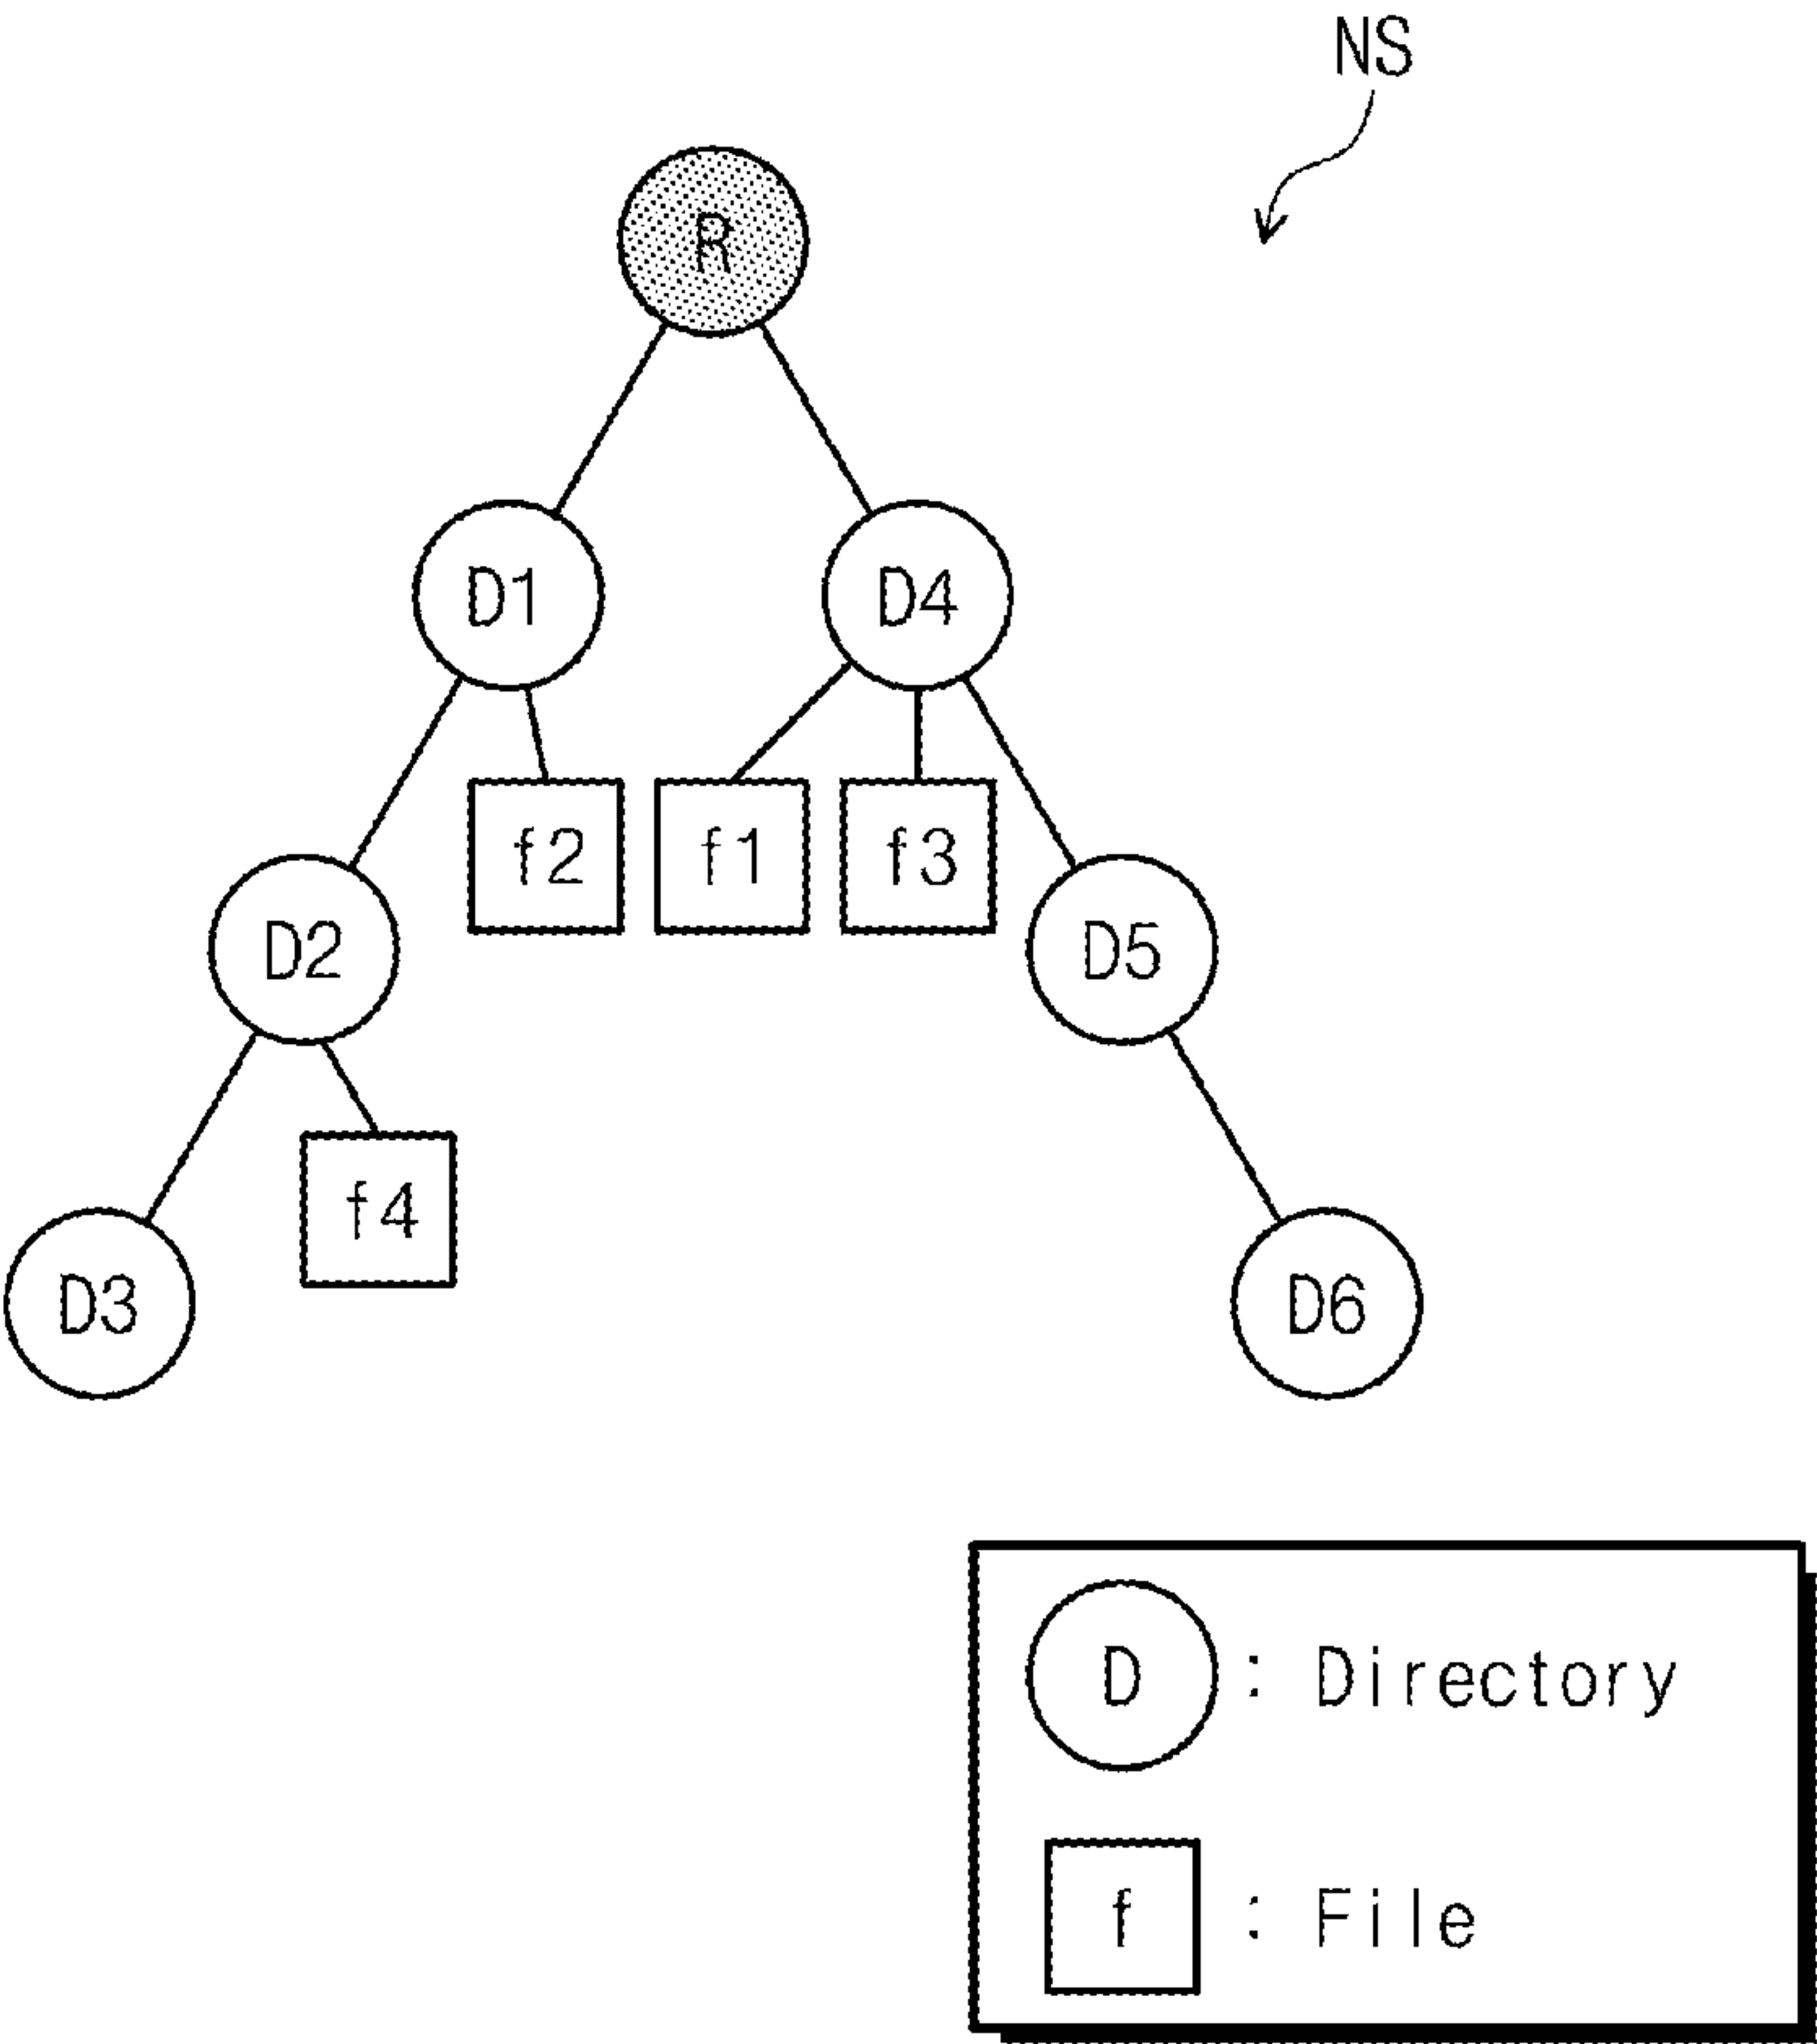 NS
R
D1
D4
f2
f1
f3
D2
D5
f4
D3
D6
D : Directory
f : File